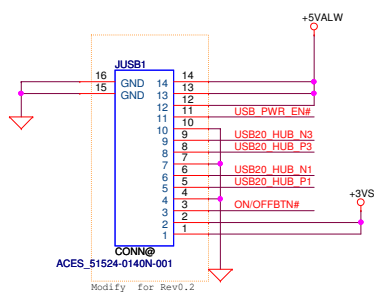 +5VALW
JUSB1
16 GND 14 14
15 GND 13 13
12 12
11 11 USB_PWR_EN#
10 10
9 9 USB20_HUB_N3
8 8 USB20_HUB_P3
7 7
6 6 USB20_HUB_N1
5 5 USB20_HUB_P1
4 4
+3VS
3 3 ON/OFFBTN#
2 2
1 1
CONN@
ACES_51524-0140N-001
Modify for Rev0.2